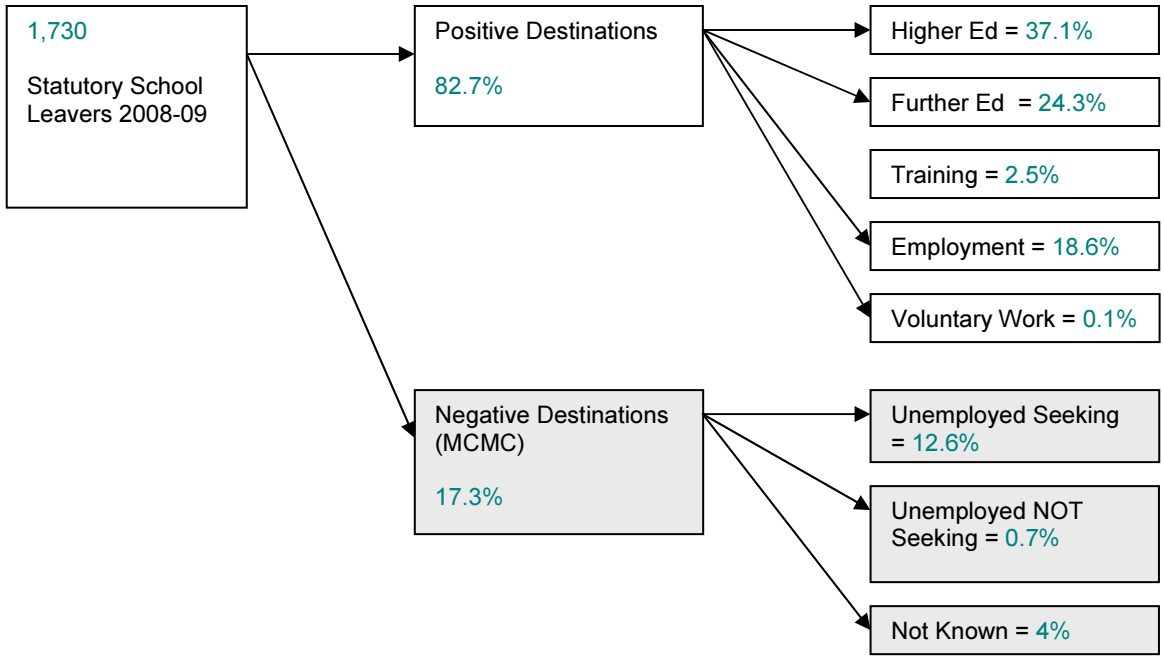 1,730
Statutory School
Leavers 2008-09
Positive Destinations
82.7%
Higher Ed = 37.1%
Further Ed = 24.3%
Training = 2.5%
Employment = 18.6%
Voluntary Work = 0.1%
Negative Destinations
(MCMC)
17.3%
Unemployed Seeking
= 12.6%
Unemployed NOT
Seeking = 0.7%
Not Known = 4%